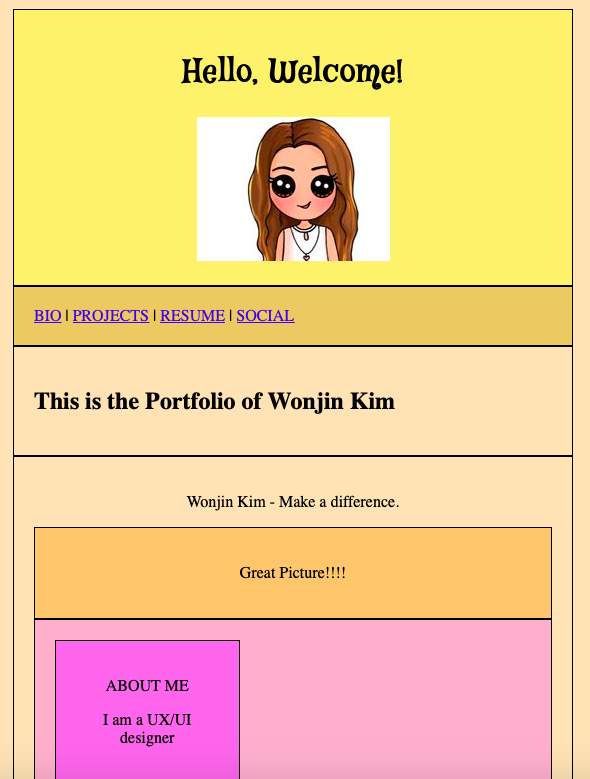 Hello, Welcome!
BIO | PROJECTS | RESUME | SOCIAL
This is the Portfolio of Wonjin Kim
Wonjin Kim - Make a difference.
Great Picture!!!!
ABOUT ME
I am a UX/UI
designer